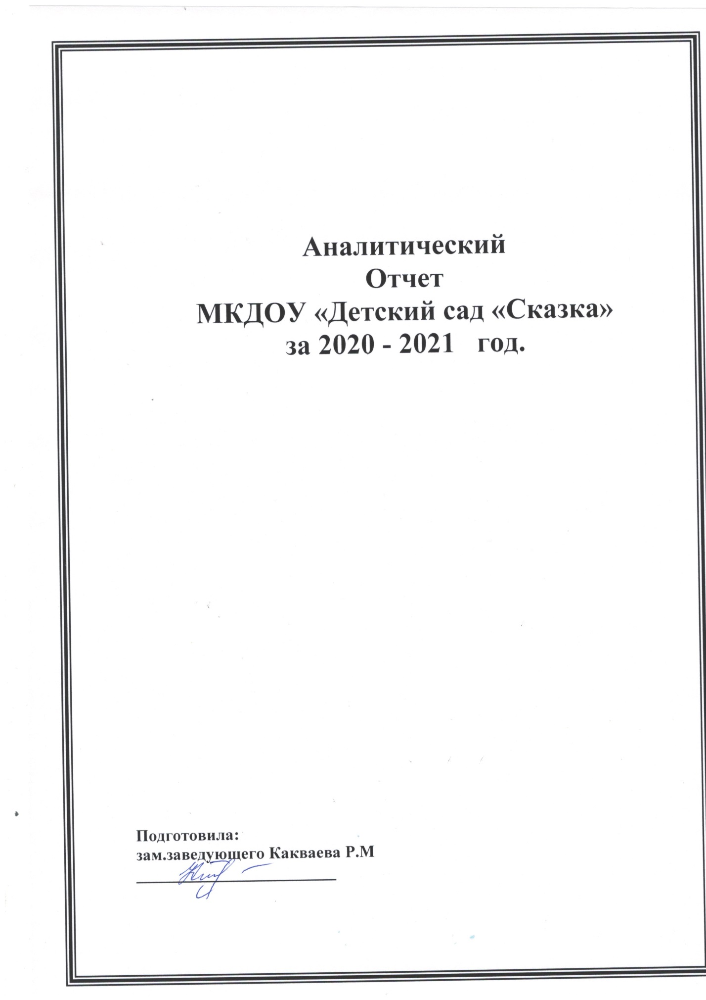 Аналитический
Отчет
МКДОУ «Детский сад «Сказка»
за 2020 - 2021 год.
Подготовила:
зам.заведующего Какваева Р.М